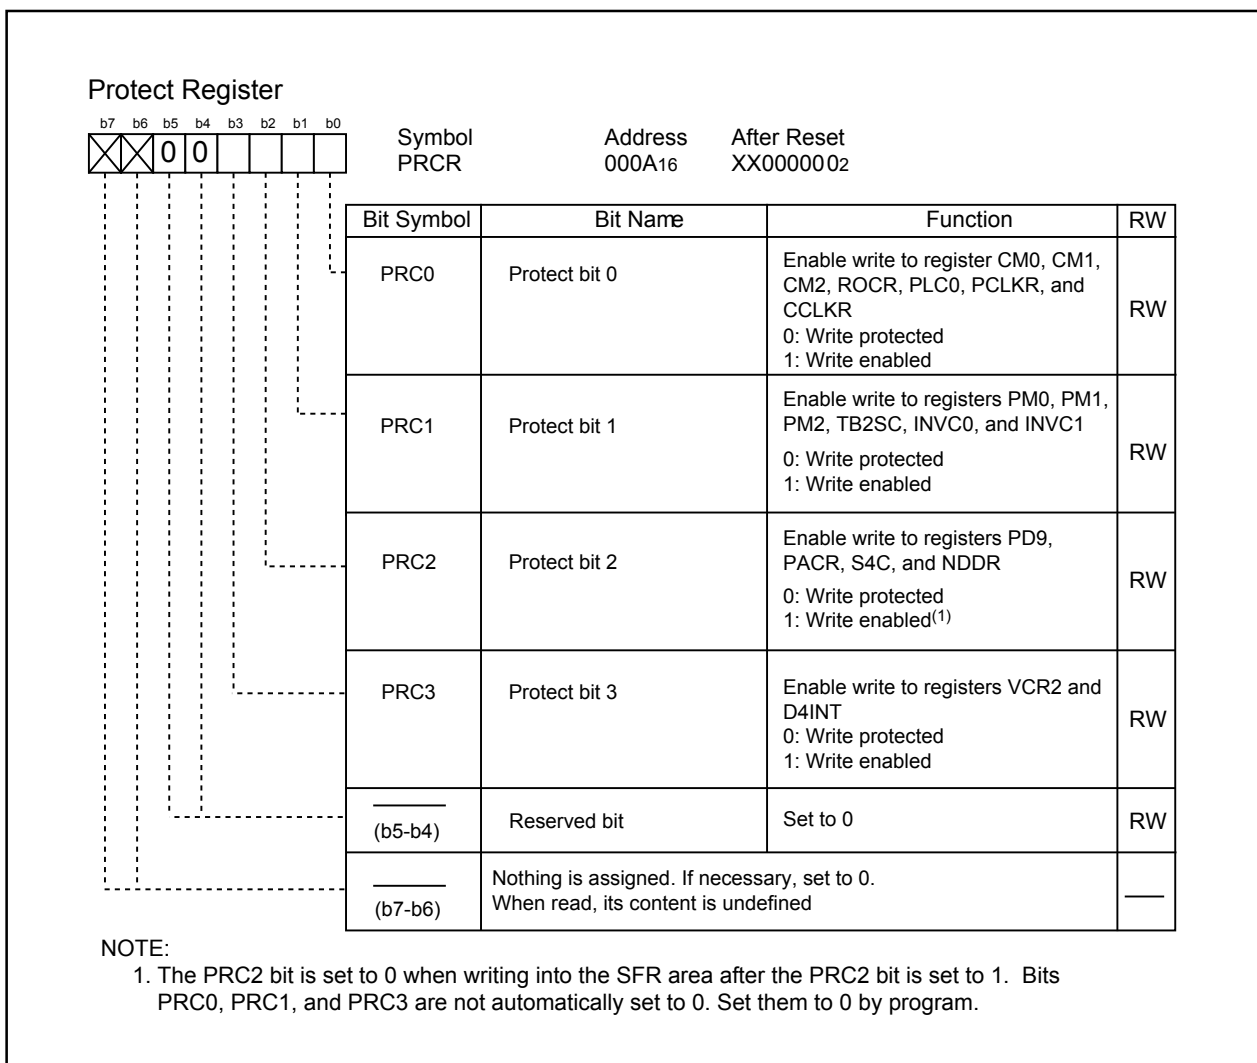 Protect Register
b7 b6 b5 b4 b3 b2 b1 b0
0 0
Symbol Address After Reset
PRCR 000A16 XX0000002
Bit Symbol Bit Name Function RW
PRC0 Protect bit 0 Enable write to register CM0, CM1,
CM2, ROCR, PLC0, PCLKR, and
CCLKR
0: Write protected
1: Write enabled
RW
PRC1 Protect bit 1 Enable write to registers PM0, PM1,
PM2, TB2SC, INVC0, and INVC1
0: Write protected
1: Write enabled
RW
PRC2 Protect bit 2 Enable write to registers PD9,
PACR, S4C, and NDDR
0: Write protected
1: Write enabled(1)
RW
PRC3 Protect bit 3 Enable write to registers VCR2 and
D4INT
0: Write protected
1: Write enabled
RW
(b5-b4) Reserved bit Set to 0 RW
(b7-b6) Nothing is assigned. If necessary, set to 0.
When read, its content is undefined
NOTE:
1. The PRC2 bit is set to 0 when writing into the SFR area after the PRC2 bit is set to 1. Bits
PRC0, PRC1, and PRC3 are not automatically set to 0. Set them to 0 by program.